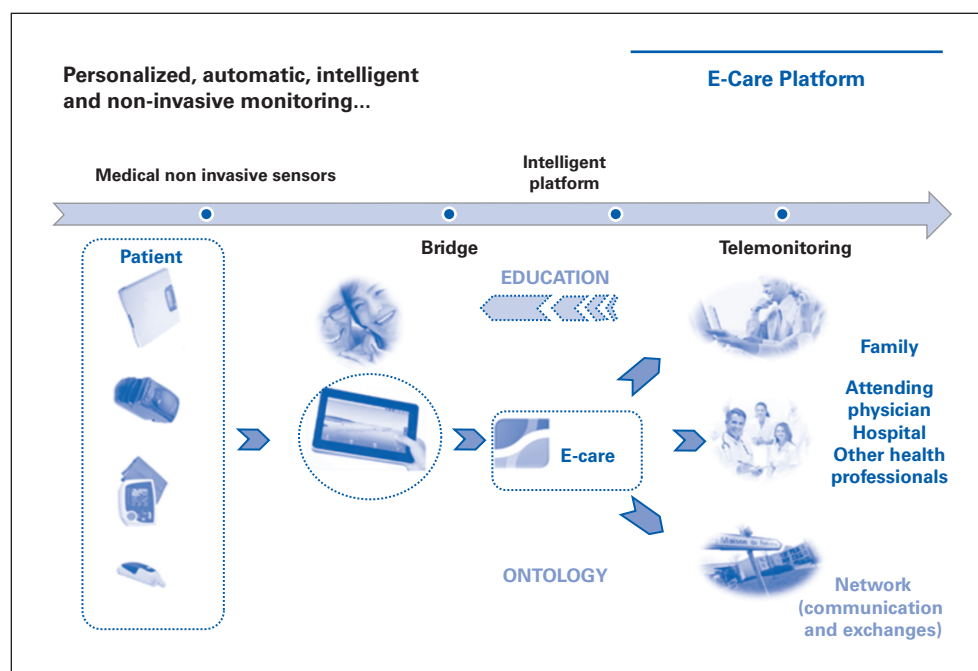 Personalized, automatic, intelligent
and non-invasive monitoring...
E-Care Platform
Medical non invasive sensors
Intelligent
platform
Patient
Bridge
Telemonitoring
EDUCATION
Family
Attending
physician
Hospital
Other health
professionals
E-care
ONTOLOGY
Network
(communication
and exchanges)